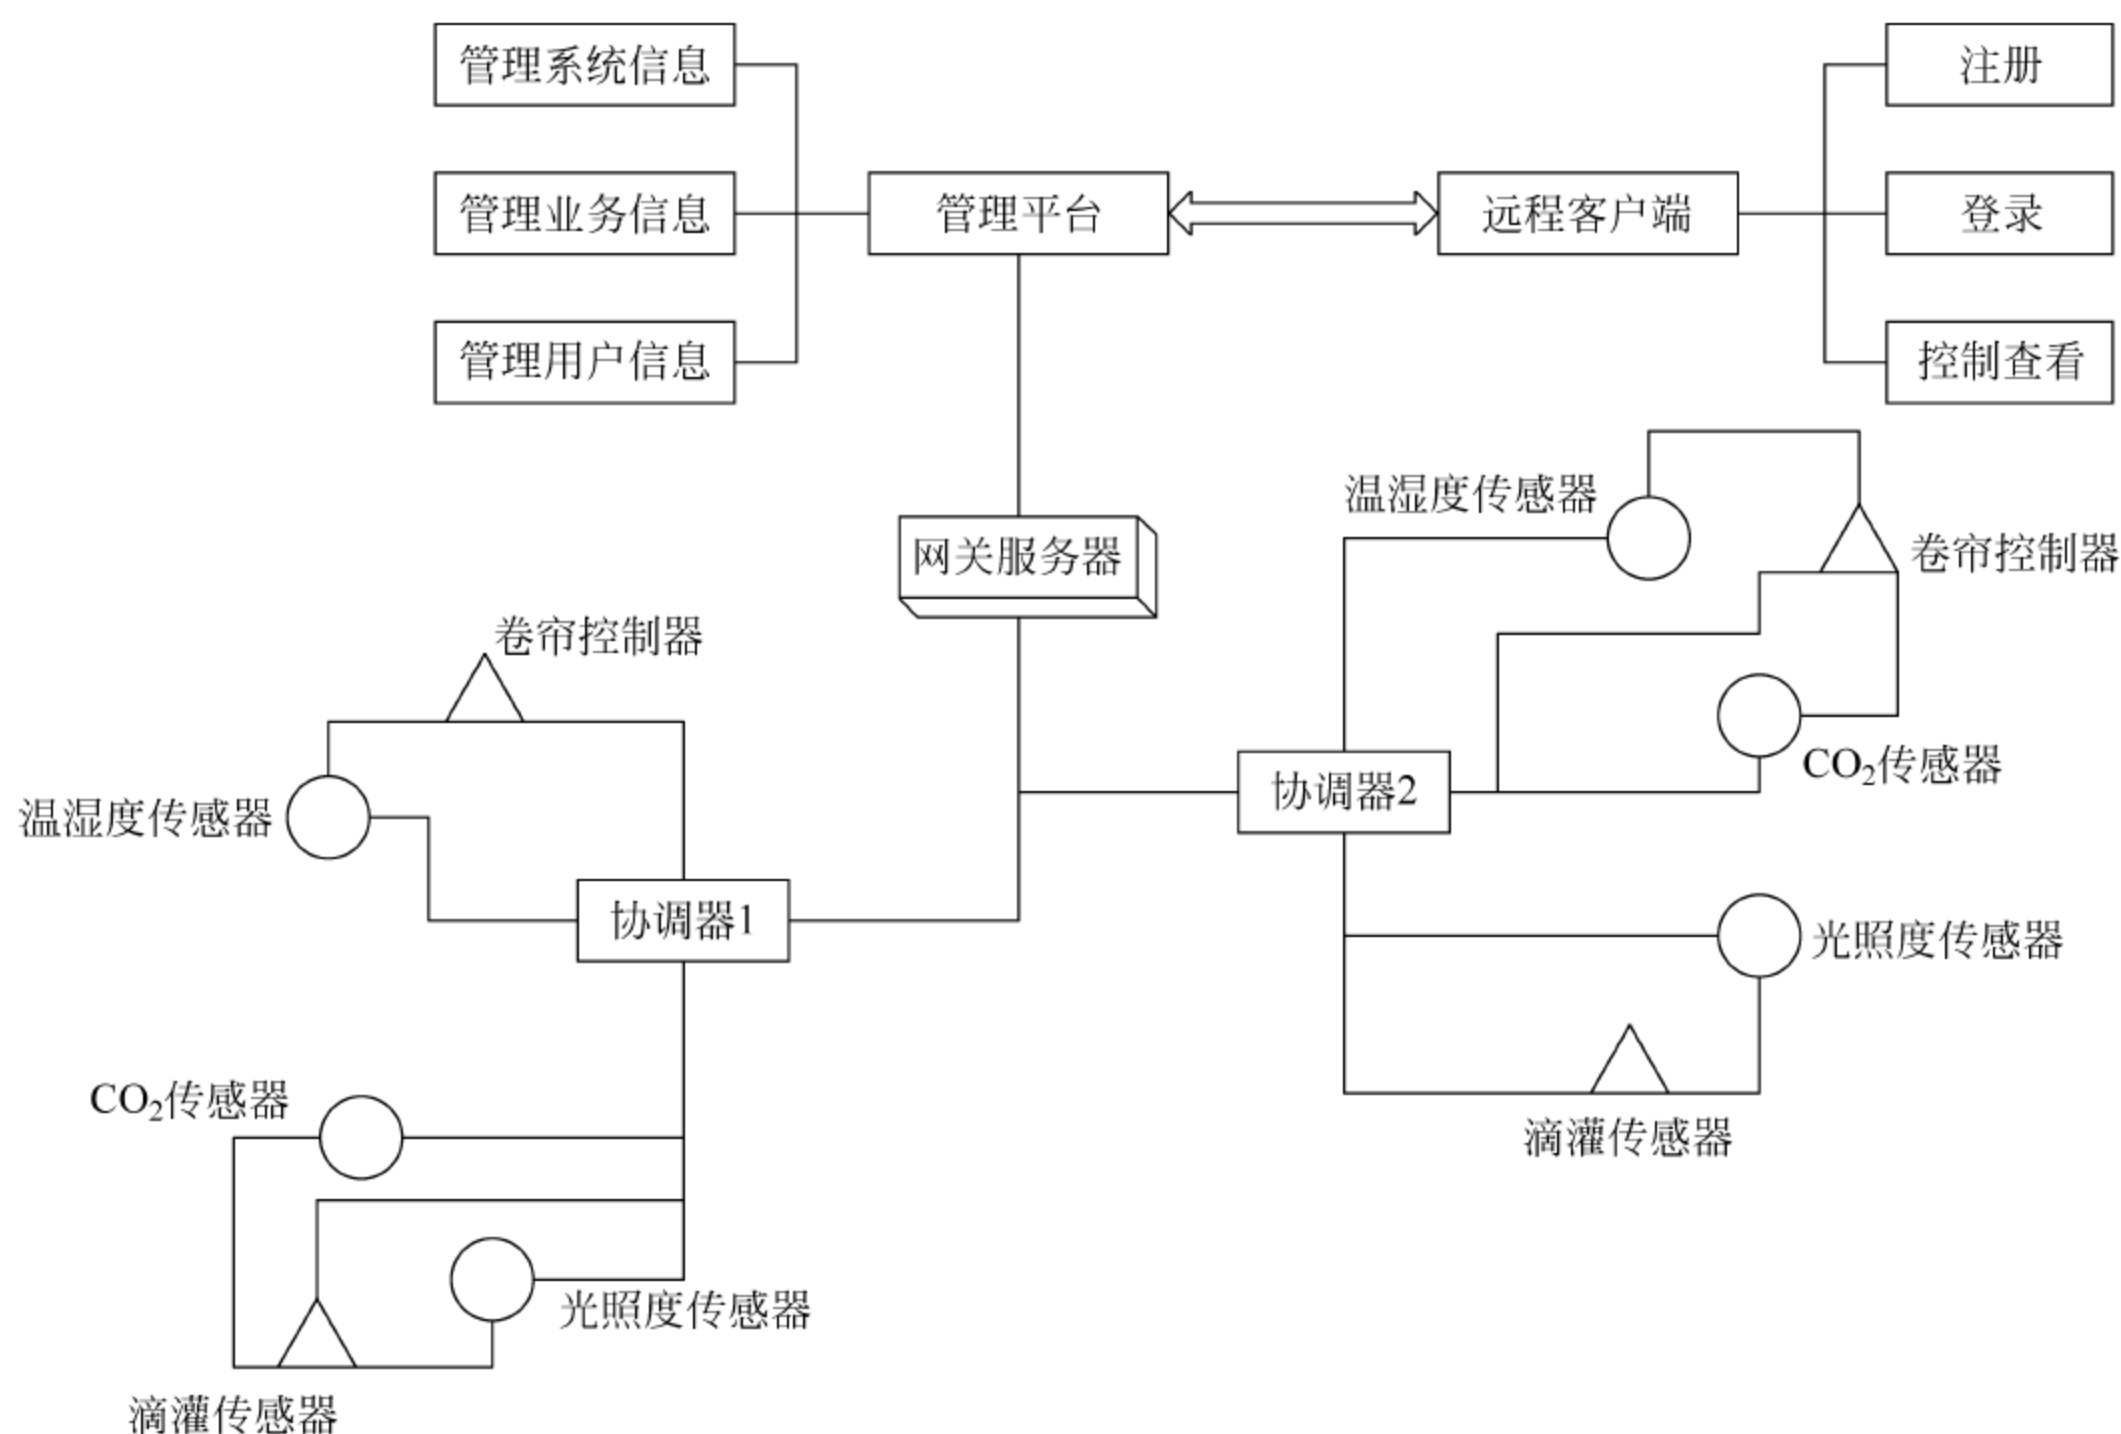 管理系统信息
注册
管理业务信息
管理平台
远程客户端
登录
管理用户信息
控制查看
温湿度传感器
卷帘控制器
网关服务器
卷帘控制器
CO₂传感器
协调器2
温湿度传感器
协调器1
光照度传感器
CO₂传感器
滴灌传感器
光照度传感器
滴灌传感器